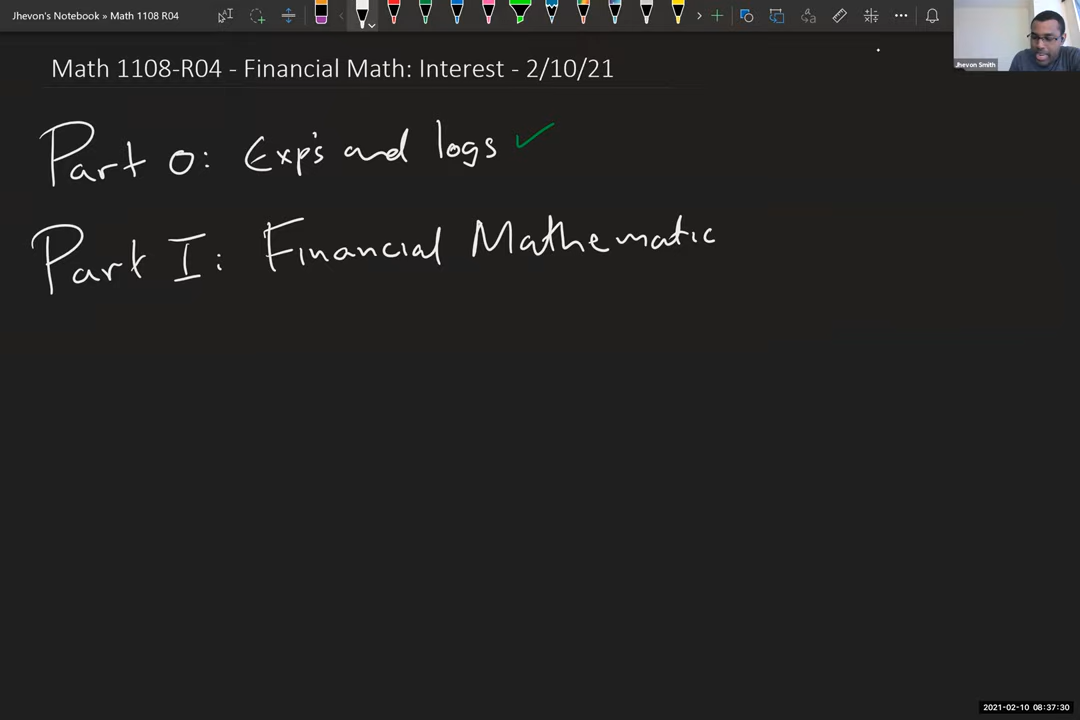 Jhevon's Notebook » Math 1108 R04
Jhevon Smith
Math 1108-R04 - Financial Math: Interest - 2/10/21
Part 0: Exp's and logs ✓
Part I: Financial Mathematic
2021-02-10 08:37:30